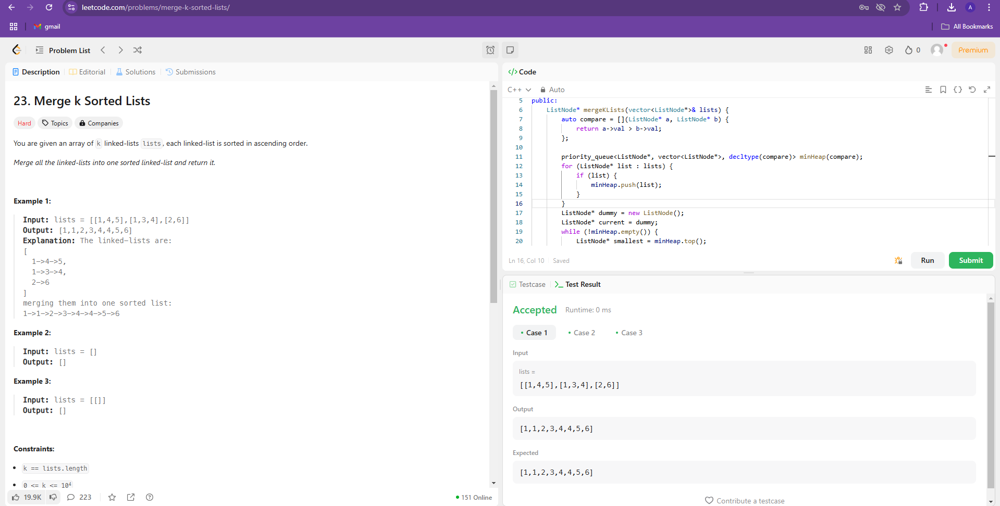 leetcode.com/problems/merge-k-sorted-lists/
A
gmail
All Bookmarks
Problem List
0
Premium
Description
Editorial
Solutions
Submissions
23. Merge k Sorted Lists
Hard
Topics
Companies
You are given an array of k linked-lists lists, each linked-list is sorted in ascending order.
Merge all the linked-lists into one sorted linked-list and return it.
Example 1:
Input: lists = [[1,4,5],[1,3,4],[2,6]]
Output: [1,1,2,3,4,4,5,6]
Explanation: The linked-lists are:
[
1->4->5,
1->3->4,
2->6
]
merging them into one sorted list:
1->1->2->3->4->4->5->6
Example 2:
Input: lists = []
Output: []
Example 3:
Input: lists = [[]]
Output: []
Constraints:
k == lists.length
0 <= k <= 10⁴
19.9K
223
151 Online
</> Code
C++
Auto
5 public:
6 ListNode* mergeKLists(vector<ListNode*>& lists) {
7 auto compare = [](ListNode* a, ListNode* b) {
8 return a->val > b->val;
9 };
10
11 priority_queue<ListNode*, vector<ListNode*>, decltype(compare)> minHeap(compare);
12 for (ListNode* list : lists) {
13 if (list) {
14 minHeap.push(list);
15 }
16 }
17 ListNode* dummy = new ListNode();
18 ListNode* current = dummy;
19 while (!minHeap.empty()) {
20 ListNode* smallest = minHeap.top();
Ln 16, Col 10
Saved
Run
Submit
Testcase
>_ Test Result
Accepted
Runtime: 0 ms
Case 1
Case 2
Case 3
Input
lists =
[[1,4,5],[1,3,4],[2,6]]
Output
[1,1,2,3,4,4,5,6]
Expected
[1,1,2,3,4,4,5,6]
Contribute a testcase